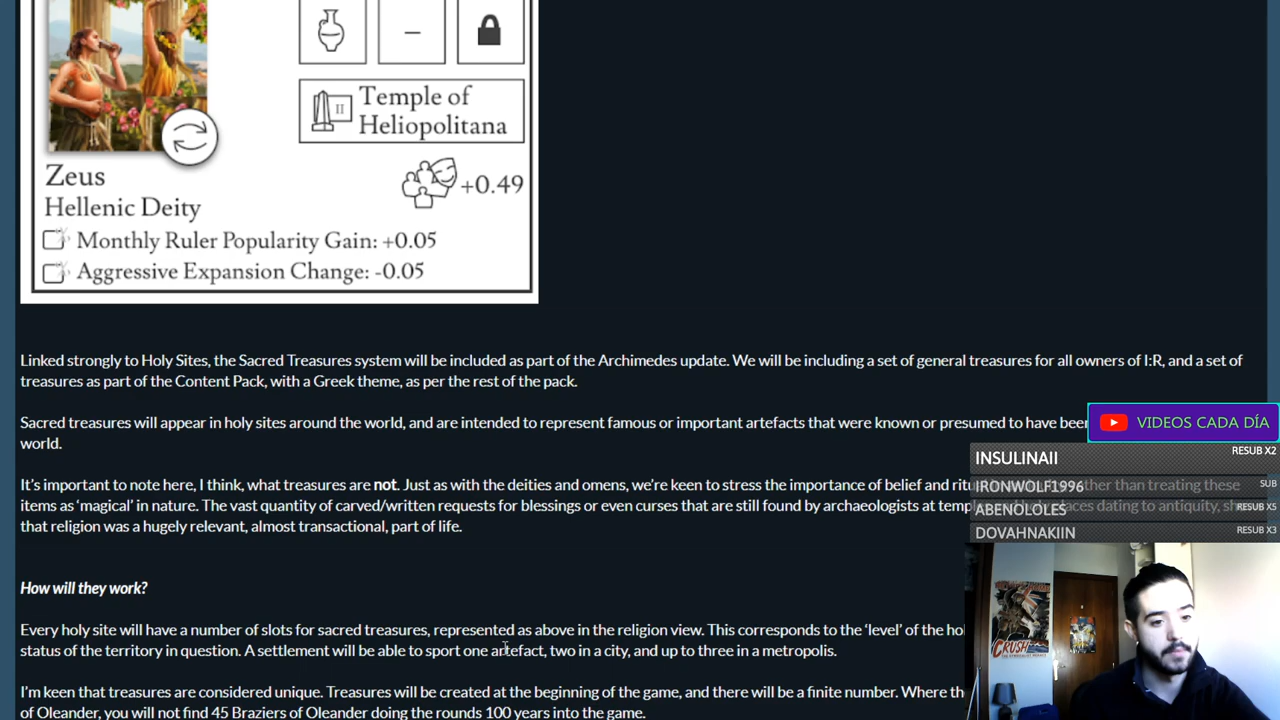 II
Temple of
Heliopolitana
Zeus
+0.49
Hellenic Deity
Monthly Ruler Popularity Gain: +0.05
Aggressive Expansion Change: -0.05
Linked strongly to Holy Sites, the Sacred Treasures system will be included as part of the Archimedes update. We will be including a set of general treasures for all owners of I:R, and a set of
treasures as part of the Content Pack, with a Greek theme, as per the rest of the pack.
Sacred treasures will appear in holy sites around the world, and are intended to represent famous or important artefacts that were known or presumed to have
world.
It's important to note here, I think, what treasures are not. Just as with the deities and omens, we're keen to stress the importance of belief and than treating these
items as 'magical' in nature. The vast quantity of carved/written requests for blessings or even curses that are still found by archaeologists at dating to antiquity,
that religion was a hugely relevant, almost transactional, part of life.
How will they work?
Every holy site will have a number of slots for sacred treasures, represented as above in the religion view. This corresponds to the 'level' of the
status of the territory in question. A settlement will be able to sport one artefact, two in a city, and up to three in a metropolis.
I'm keen that treasures are considered unique. Treasures will be created at the beginning of the game, and there will be a finite number. Where the
of Oleander, you will not find 45 Braziers of Oleander doing the rounds 100 years into the game.
VIDEOS CADA DÍA
INSULINAII RESUB X2
IRONWOLF1996 SUB
ABENOLOLES RESUB X5
DOVAHNAKIIN RESUB X3
CRUSH